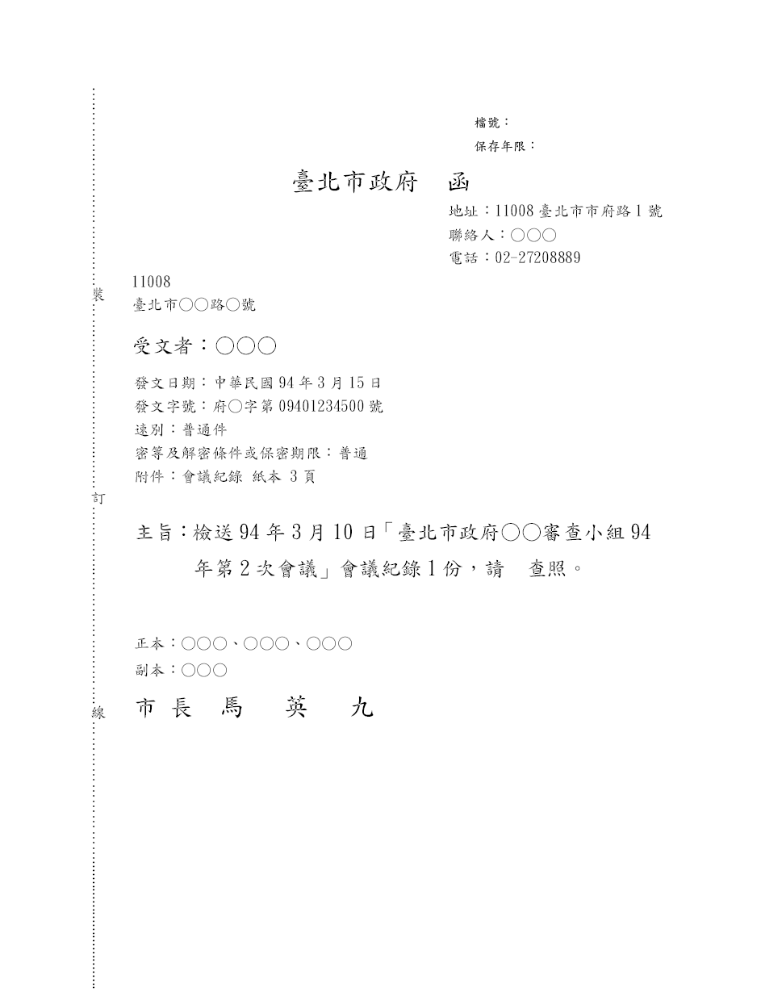 檔號：
保存年限：
臺北市政府　函
地址：11008 臺北市市府路 1 號
聯絡人：○○○
電話：02-27208889
11008
臺北市○○路○號
受文者：○○○
發文日期：中華民國 94 年 3 月 15 日
發文字號：府○字第 09401234500 號
速別：普通件
密等及解密條件或保密期限：普通
附件：會議紀錄 紙本 3 頁
主旨：檢送 94 年 3 月 10 日「臺北市政府○○審查小組 94
年第 2 次會議」會議紀錄 1 份，請　查照。
正本：○○○、○○○、○○○
副本：○○○
市 長　馬　英　九
裝
訂
線